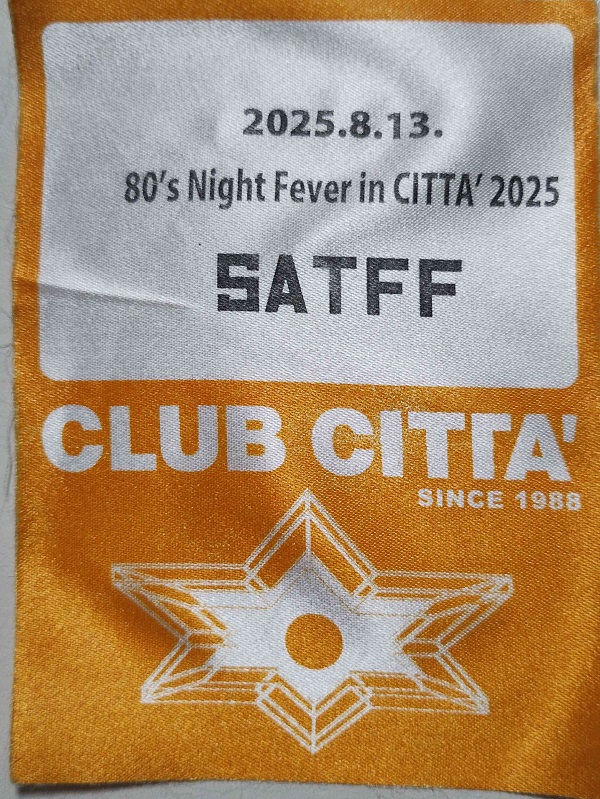 2025.8.13.
80's Night Fever in CITTA' 2025
SATFF
CLUB CITTA'
SINCE 1988